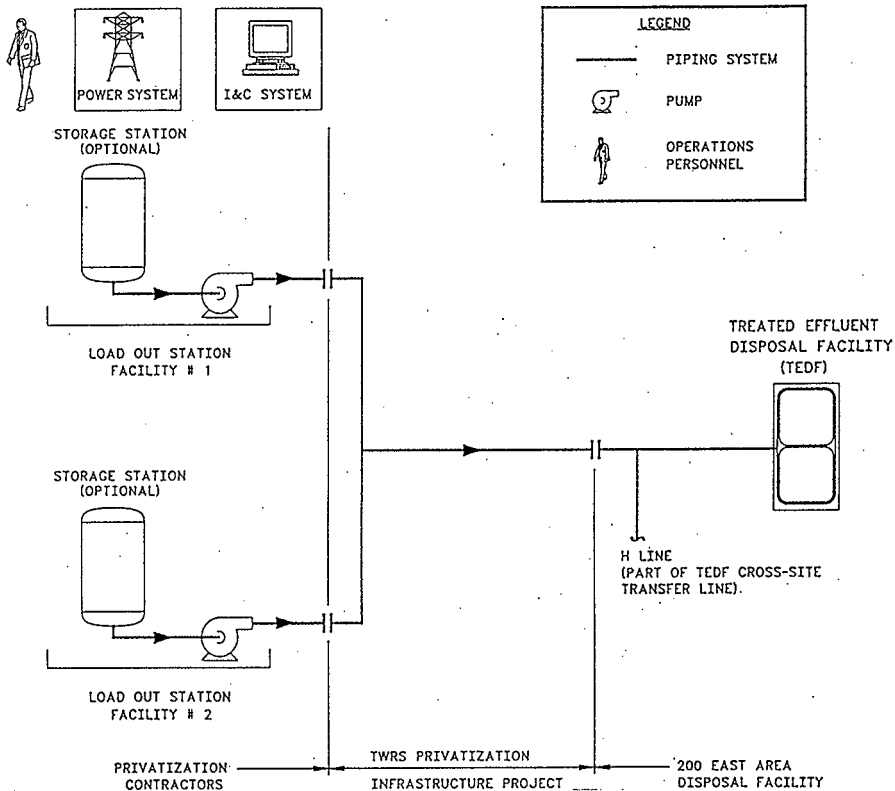 LEGEND
PIPING SYSTEM
PUMP
OPERATIONS
PERSONNEL
POWER SYSTEM
I&C SYSTEM
STORAGE STATION
(OPTIONAL)
LOAD OUT STATION
FACILITY # 1
TREATED EFFLUENT
DISPOSAL FACILITY
(TEDF)
STORAGE STATION
(OPTIONAL)
H LINE
(PART OF TEDF CROSS-SITE
TRANSFER LINE).
LOAD OUT STATION
FACILITY # 2
PRIVATIZATION
CONTRACTORS
TWRS PRIVATIZATION
INFRASTRUCTURE PROJECT
200 EAST AREA
DISPOSAL FACILITY